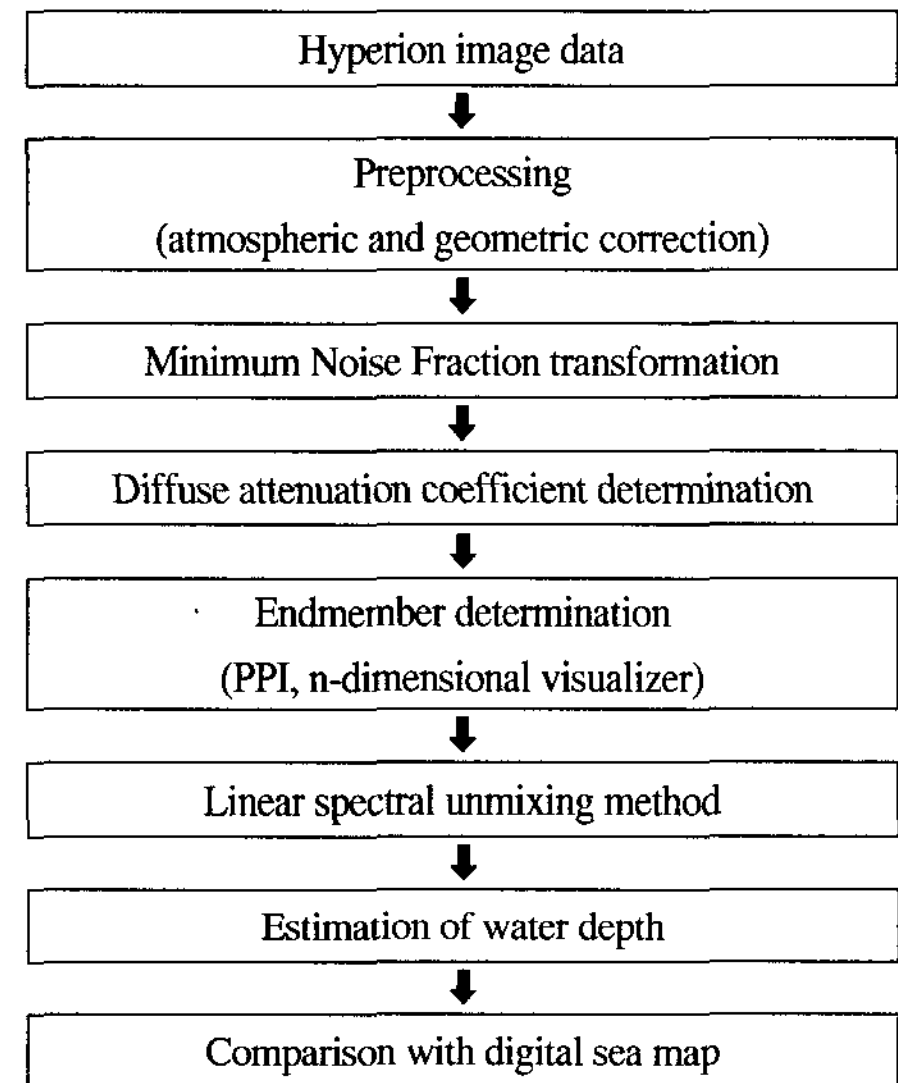 Hyperion image data
Preprocessing
(atmospheric and geometric correction)
Minimum Noise Fraction transformation
Diffuse attenuation coefficient determination
Endmember determination
(PPI, n-dimensional visualizer)
Linear spectral unmixing method
Estimation of water depth
Comparison with digital sea map